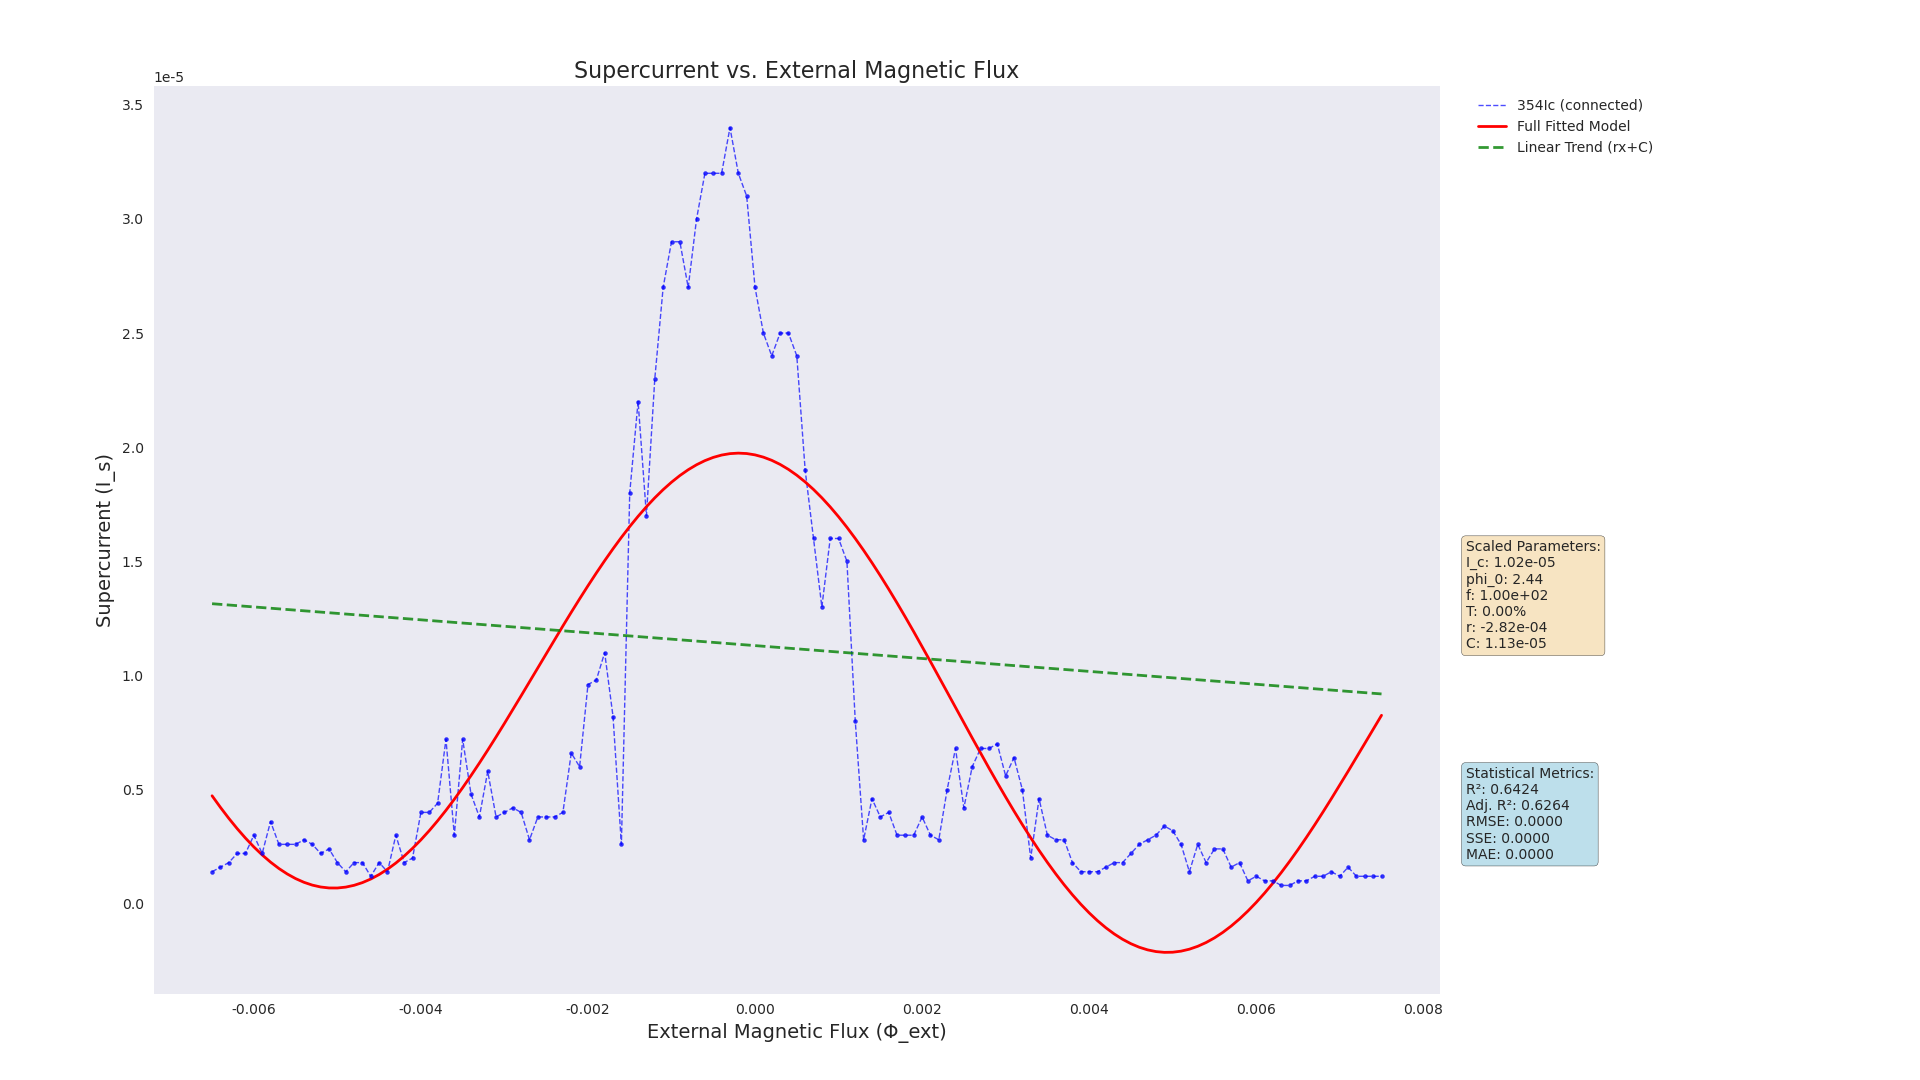 Supercurrent vs. External Magnetic Flux
1e-5
3.5
3.0
2.5
2.0
1.5
1.0
0.5
0.0
Supercurrent (I_s)
-0.006
-0.004
-0.002
0.000
0.002
0.004
0.006
0.008
External Magnetic Flux (Φ_ext)
354Ic (connected)
Full Fitted Model
Linear Trend (rx+C)
Scaled Parameters:
I_c: 1.02e-05
phi_0: 2.44
f: 1.00e+02
T: 0.00%
r: -2.82e-04
C: 1.13e-05
Statistical Metrics:
R²: 0.6424
Adj. R²: 0.6264
RMSE: 0.0000
SSE: 0.0000
MAE: 0.0000